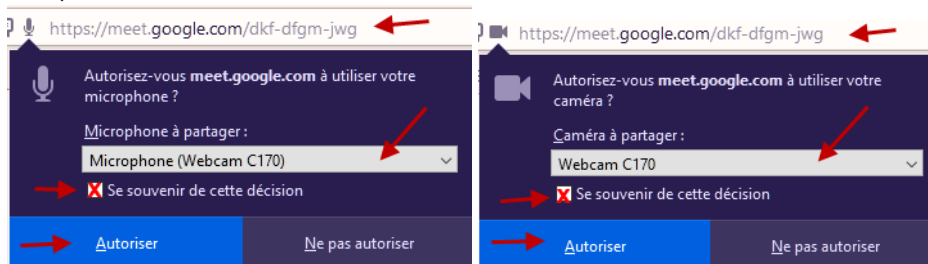 https://meet.google.com/dkf-dfgm-jwg
Autorisez-vous meet.google.com à utiliser votre
microphone ?
Microphone à partager :
Microphone (Webcam C170)
Se souvenir de cette décision
Autoriser
Ne pas autoriser
https://meet.google.com/dkf-dfgm-jwg
Autorisez-vous meet.google.com à utiliser votre
caméra ?
Caméra à partager :
Webcam C170
Se souvenir de cette décision
Autoriser
Ne pas autoriser